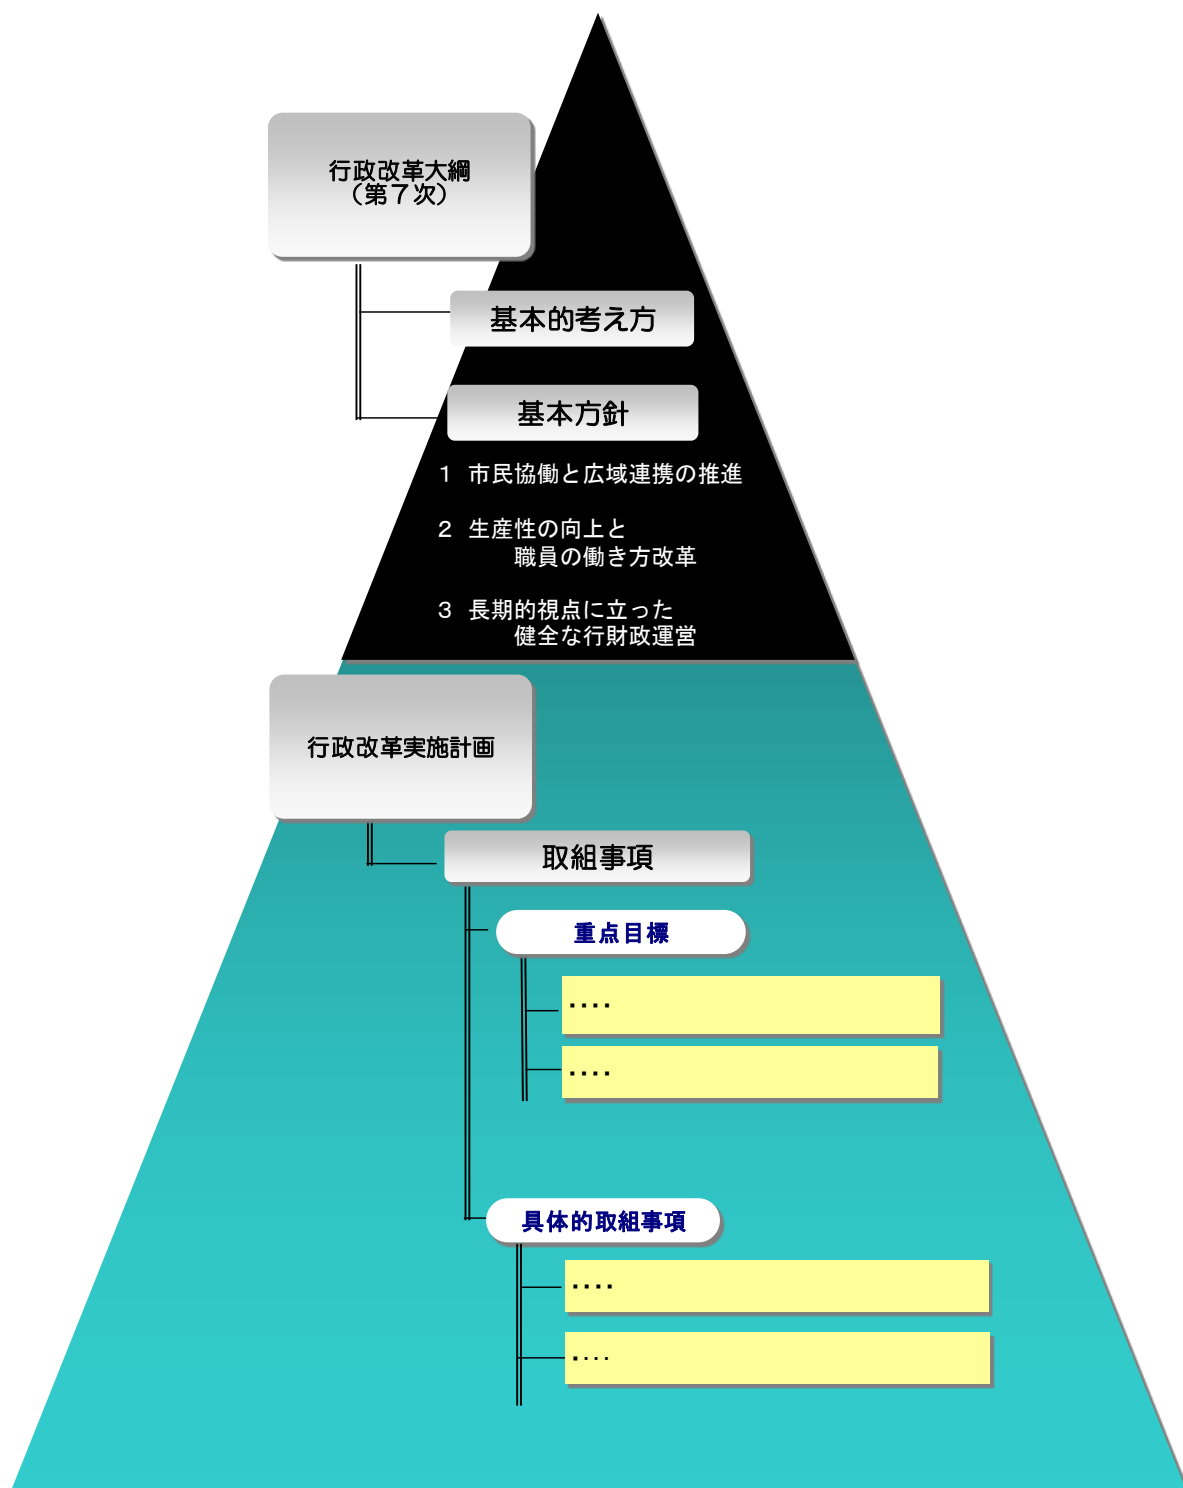 行政改革大綱
（第７次）
基本的考え方
基本方針
１　市民協働と広域連携の推進
２　生産性の向上と
職員の働き方改革
３　長期的視点に立った
健全な行財政運営
行政改革実施計画
取組事項
重点目標
・・・・
・・・・
具体的取組事項
・・・・
・・・・